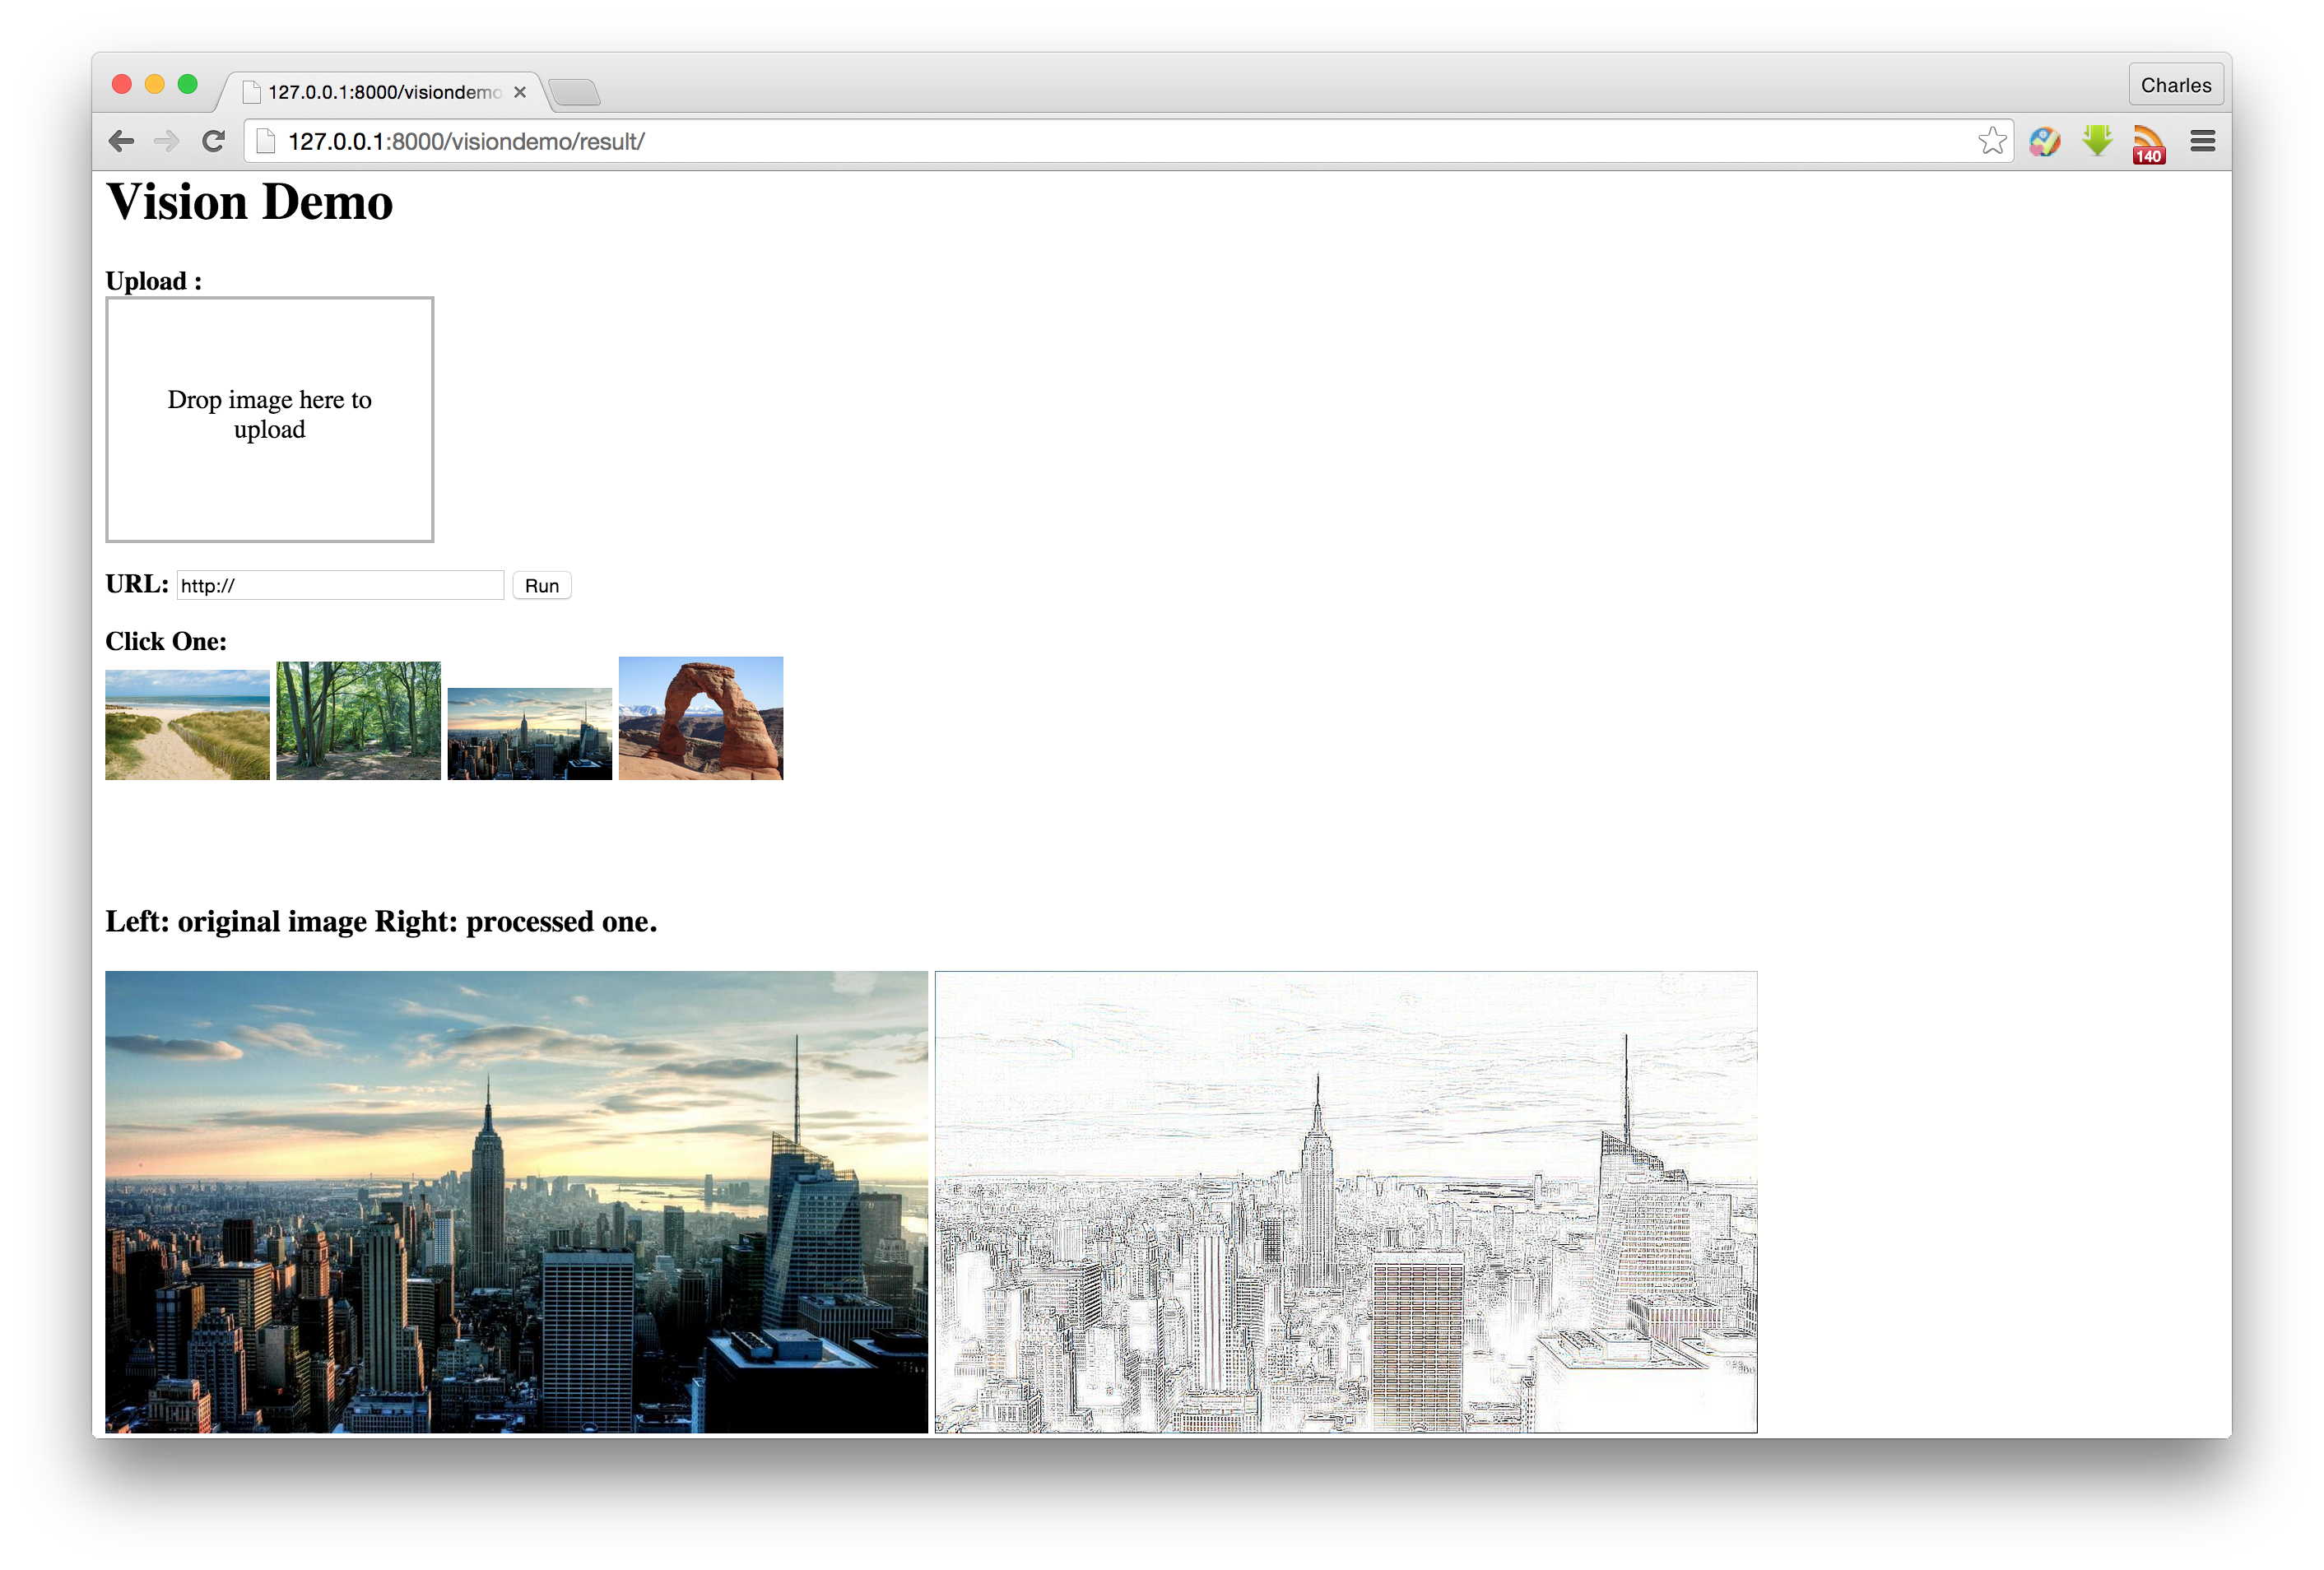 127.0.0.1:8000/visiondemo
Charles
127.0.0.1:8000/visiondemo/result/
140
Vision Demo
Upload :
Drop image here to
upload
URL: http:// Run
Click One:
Left: original image Right: processed one.